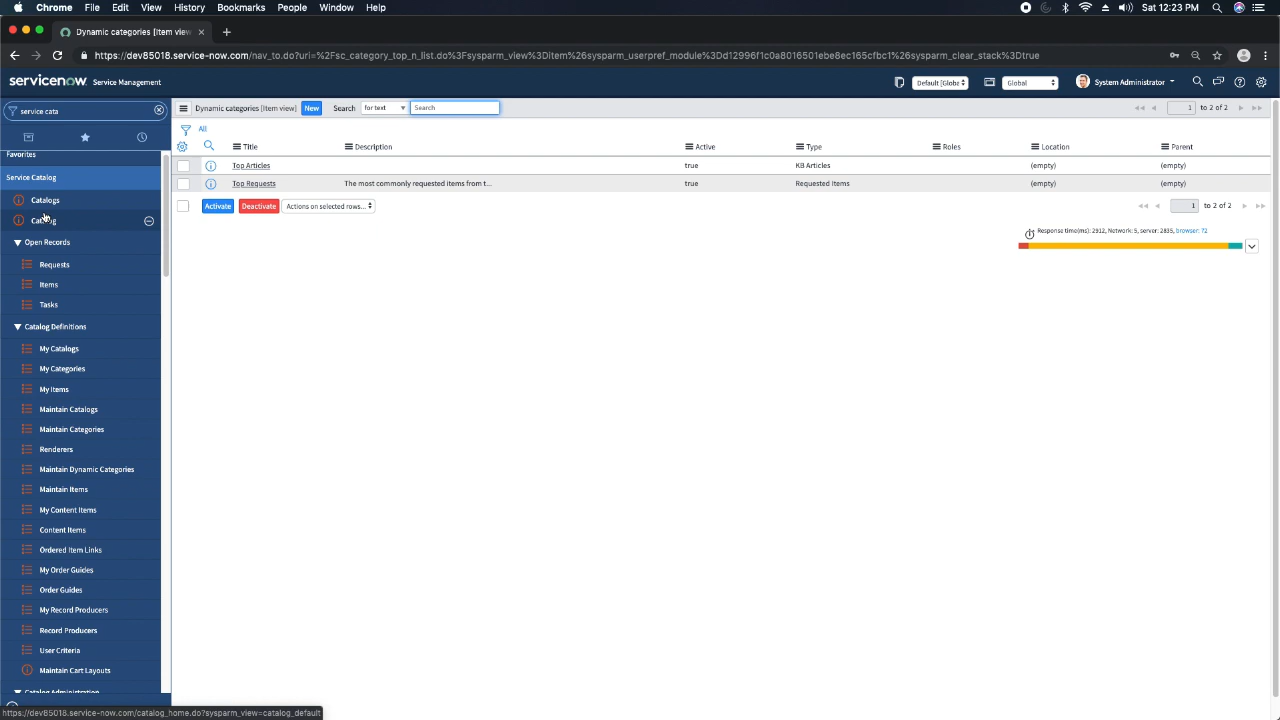 Chrome File Edit View History Bookmarks People Window Help Sat 12:23 PM
Dynamic categories [Item view
https://dev85018.service-now.com/nav_to.do?uri=%2Fsc_category_top_n_list.do%3Fsysparm_view%3Ditem%26sysparm_userpref_module%3Dd12996f1c0a8016501ebe2ec165cfbc1%26sysparm_clear_stack%3Dtrue
servicenow Service Management Default [Globa Global System Administrator
service cata
Dynamic categories [Item view] New Search for text Search 1 to 2 of 2
All
Title Description Active Type Roles Location Parent
Top Articles true KB Articles (empty) (empty)
Top Requests The most commonly requested items from t... true Requested Items (empty) (empty)
Activate Deactivate Actions on selected rows... 1 to 2 of 2
Response time(ms): 2912, Network: 5, server: 2835, browser: 72
Favorites
Service Catalog
Catalogs
Catalog
Open Records
Requests
Items
Tasks
Catalog Definitions
My Catalogs
My Categories
My Items
Maintain Catalogs
Maintain Categories
Renderers
Maintain Dynamic Categories
Maintain Items
My Content Items
Content Items
Ordered Item Links
My Order Guides
Order Guides
My Record Producers
Record Producers
User Criteria
Maintain Cart Layouts
Catalog Administration
https://dev85018.service-now.com/catalog_home.do?sysparm_view=catalog_default